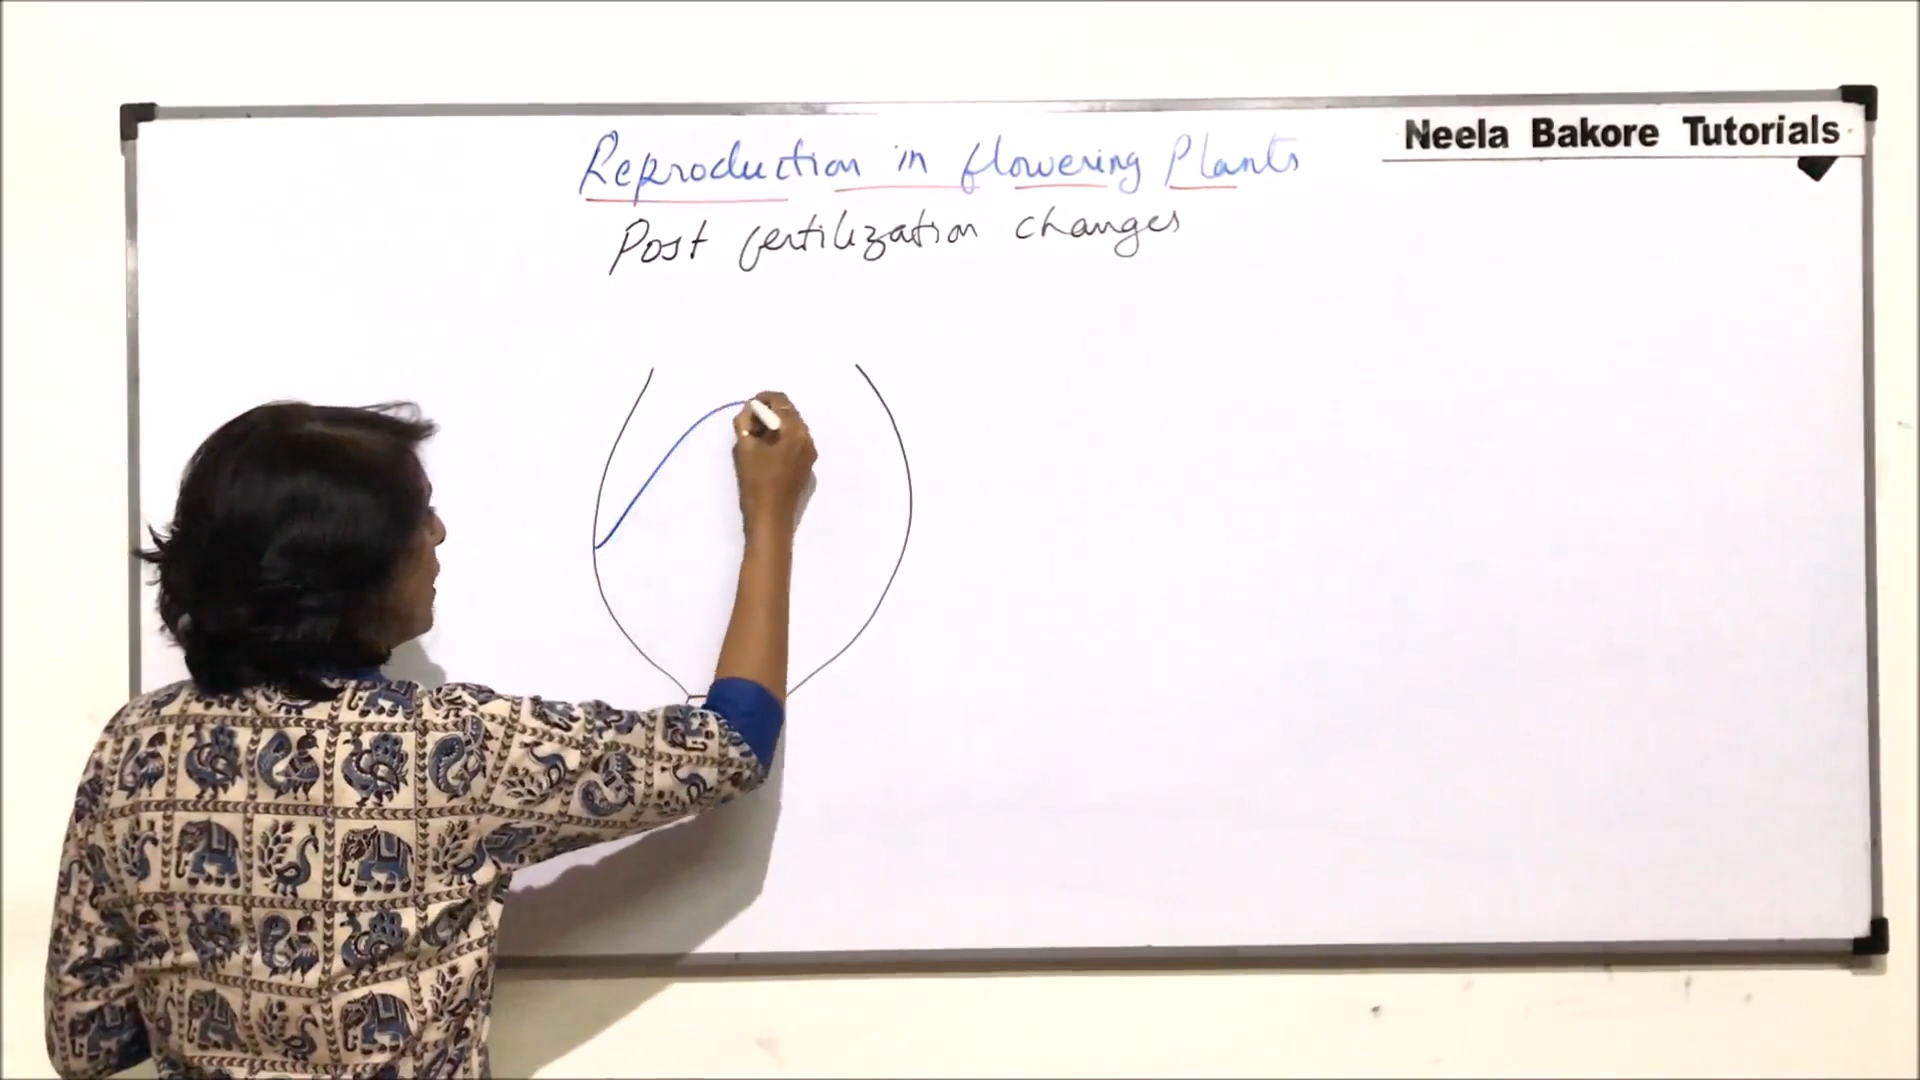 Neela Bakore Tutorials
Reproduction in flowering Plants
Post fertilization changes